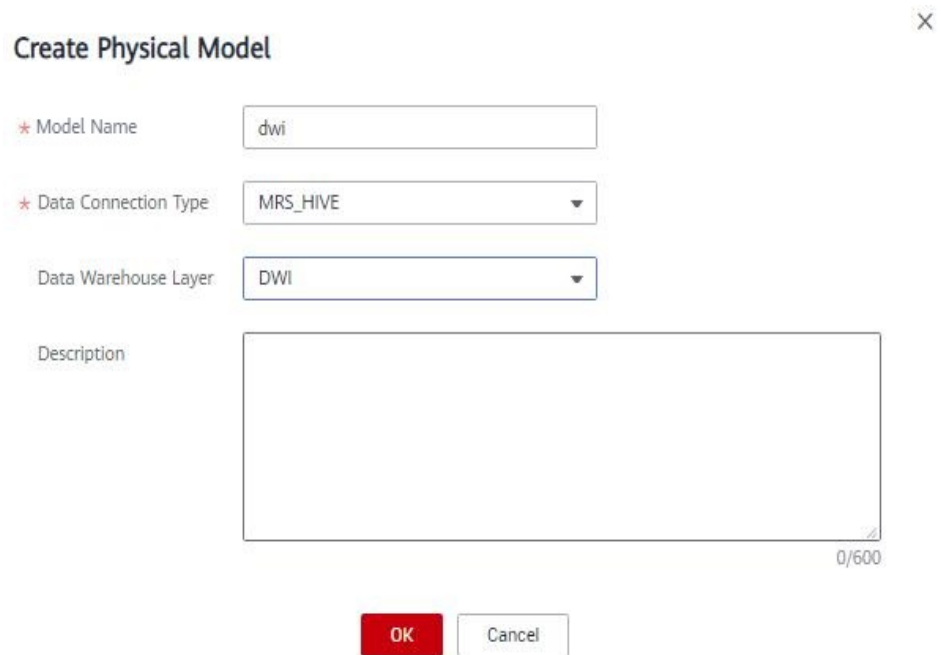 Create Physical Model
* Model Name dwi
* Data Connection Type MRS_HIVE
Data Warehouse Layer DWI
Description
0/600
OK Cancel